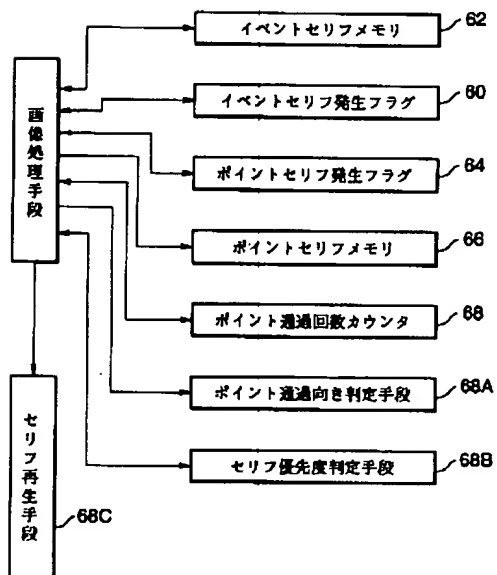 イベントセリフメモリ
62
イベントセリフ発生フラグ
60
ポイントセリフ発生フラグ
64
ポイントセリフメモリ
66
ポイント通過回数カウンタ
68
ポイント通過向き判定手段
68A
セリフ優先度判定手段
68B
画像処理手段
セリフ再生手段
68C